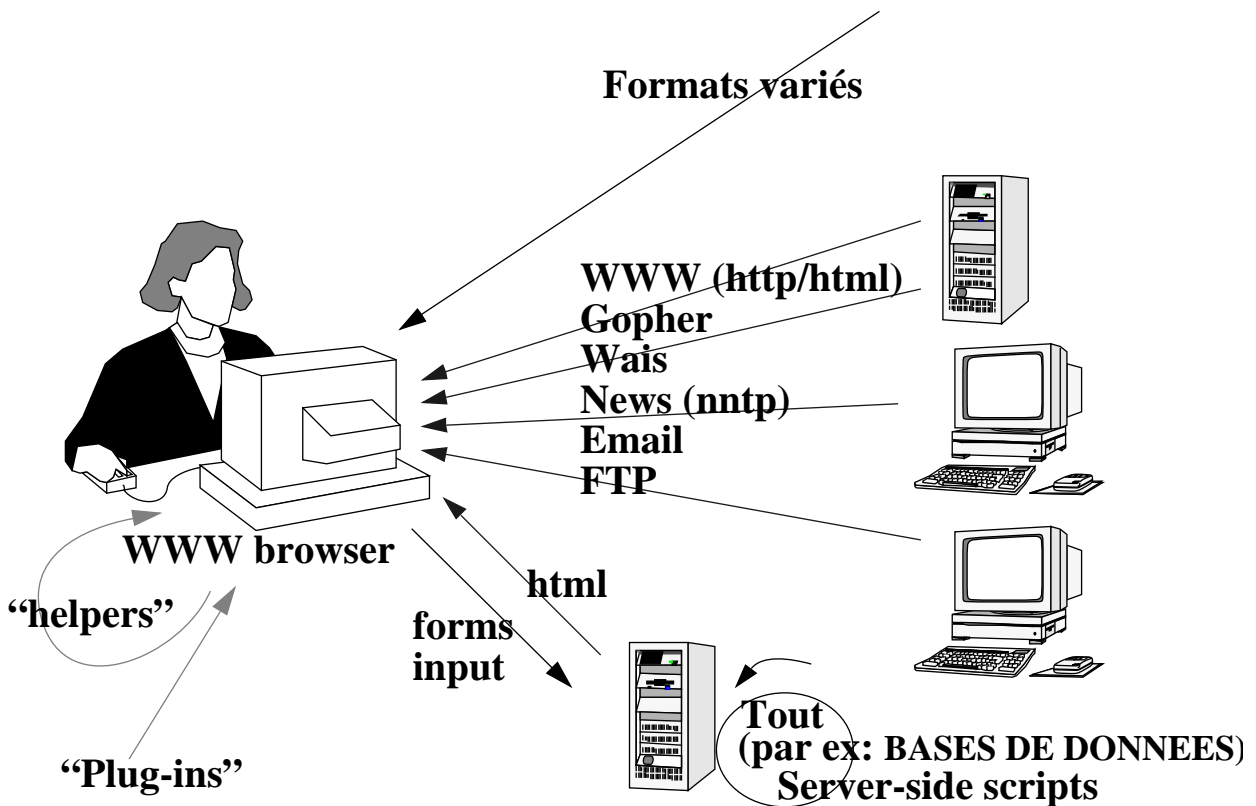 Formats variés
WWW (http/html)
Gopher
Wais
News (nntp)
Email
FTP
WWW browser
“helpers”
html
forms
input
“Plug-ins”
Tout
(par ex: BASES DE DONNEES)
Server-side scripts